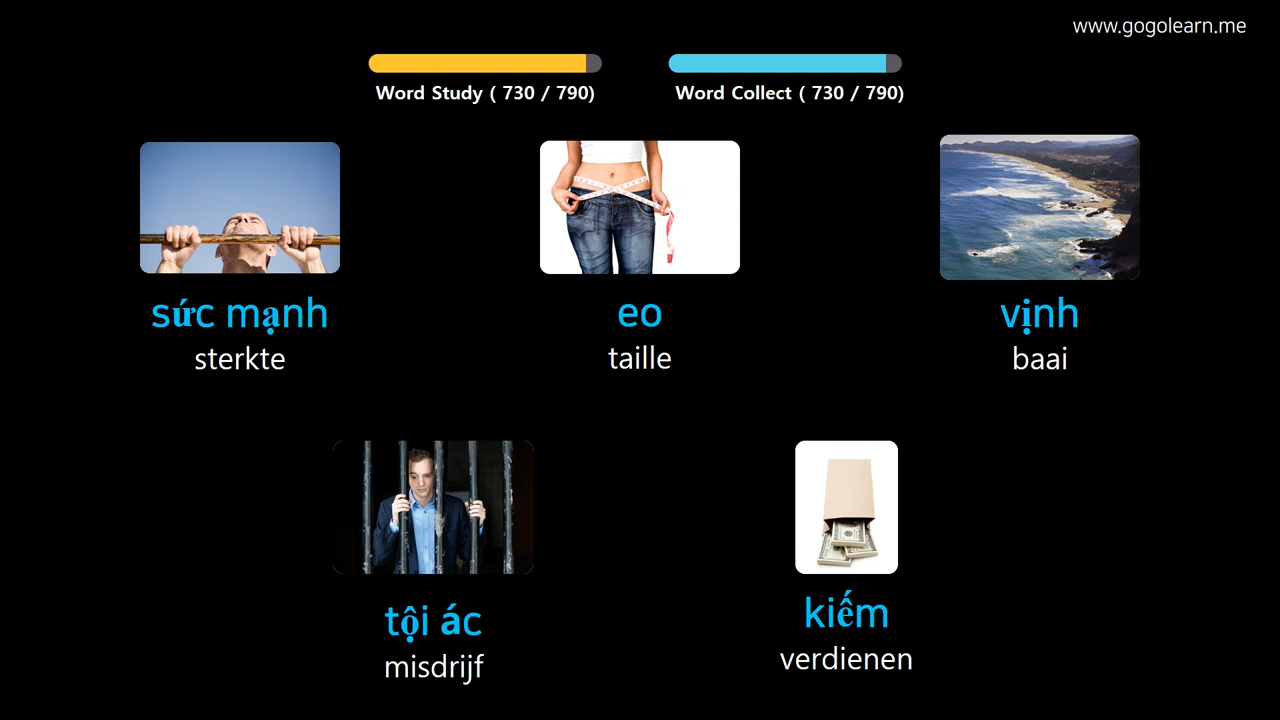 www.gogolearn.me
Word Study ( 730 / 790)
Word Collect ( 730 / 790)
sức mạnh
sterkte
eo
taille
vịnh
baai
tội ác
misdrijf
kiếm
verdienen